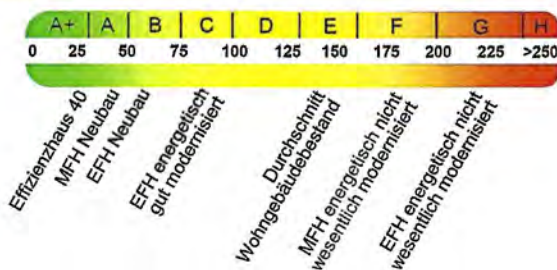 A+ A B C D E F G H
0 25 50 75 100 125 150 175 200 225 >250
Effizienzhaus 40
MFH Neubau
EFH Neubau
EFH energetisch
gut modernisiert
Durchschnitt
Wohngebäudebestand
MFH energetisch nicht
wesentlich modernisiert
EFH energetisch nicht
wesentlich modernisiert